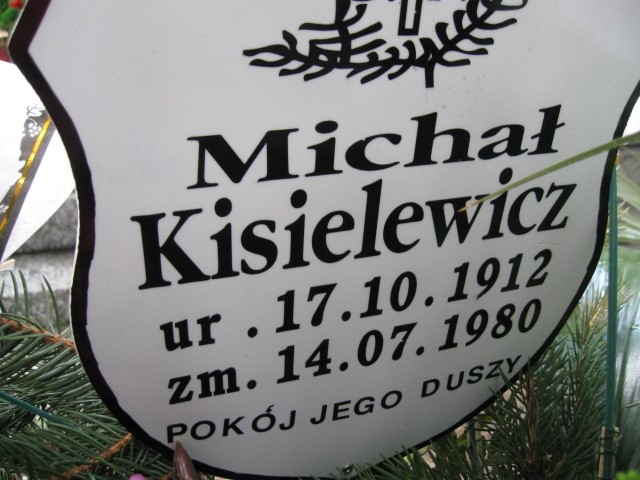 Michał
Kisielewicz
ur . 17.10.1912
zm. 14.07.1980
POKÓJ JEGO DUSZY